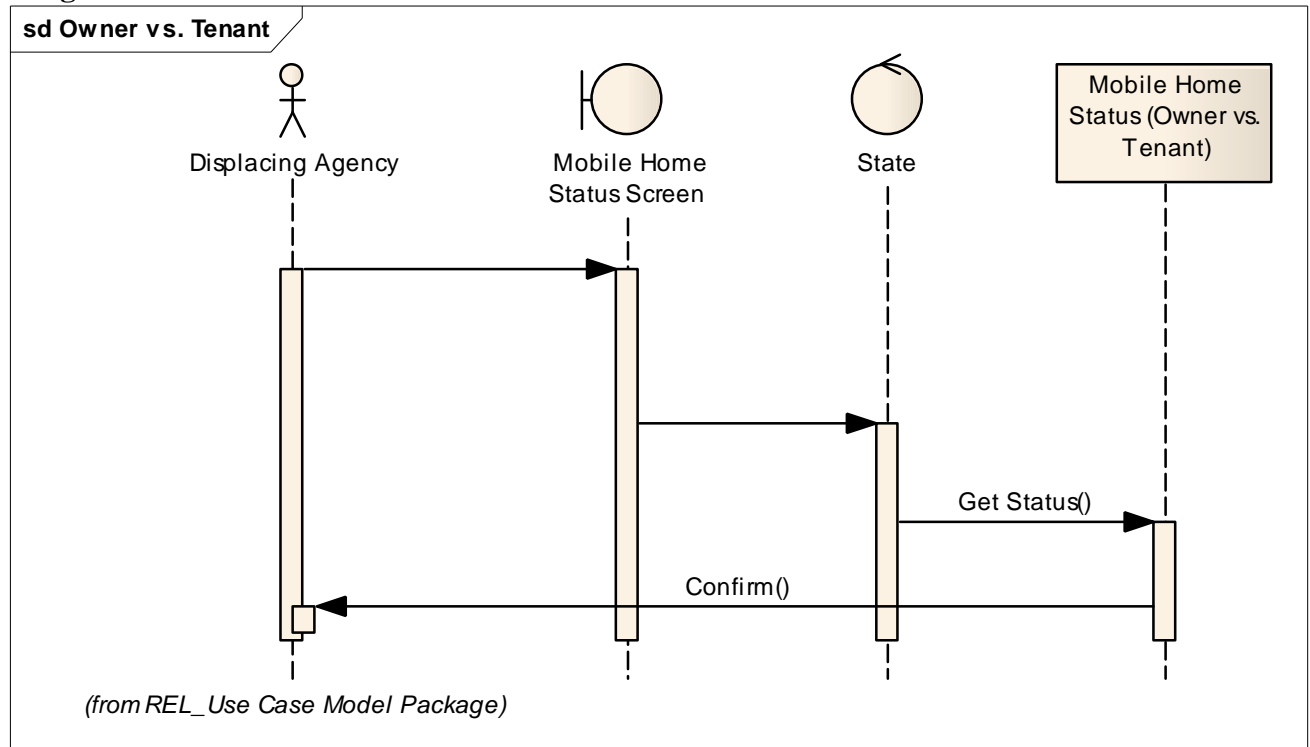 sd Owner vs. Tenant
Displacing Agency
Mobile Home
Status Screen
State
Mobile Home
Status (Owner vs.
Tenant)
Get Status()
Confirm()
(from REL_Use Case Model Package)